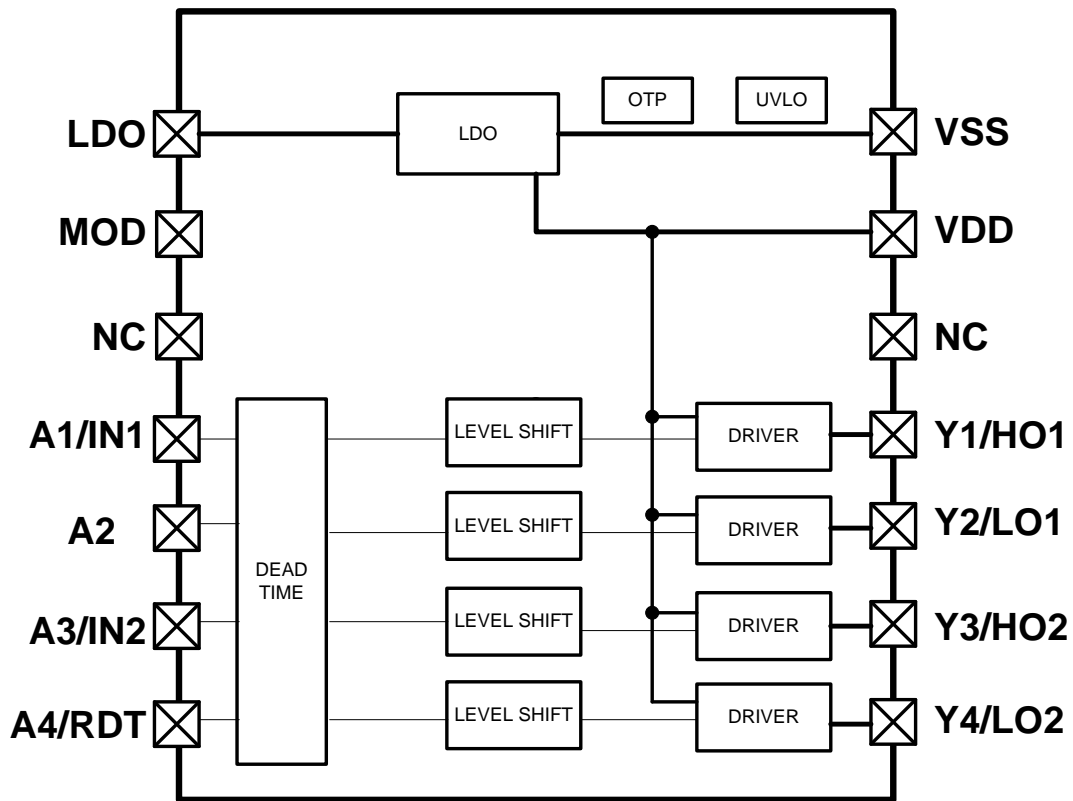 OTP
UVLO
LDO
LDO
VSS
MOD
VDD
NC
NC
A1/IN1
LEVEL SHIFT
DRIVER
Y1/HO1
A2
LEVEL SHIFT
DRIVER
Y2/LO1
DEAD
TIME
A3/IN2
LEVEL SHIFT
DRIVER
Y3/HO2
A4/RDT
LEVEL SHIFT
DRIVER
Y4/LO2